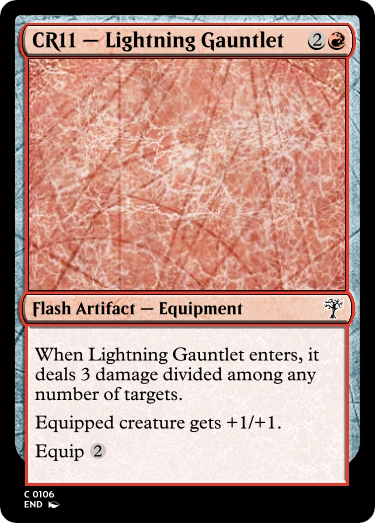 CR11 — Lightning Gauntlet 2
Flash Artifact — Equipment
When Lightning Gauntlet enters, it
deals 3 damage divided among any
number of targets.
Equipped creature gets +1/+1.
Equip 2
C 0106
END